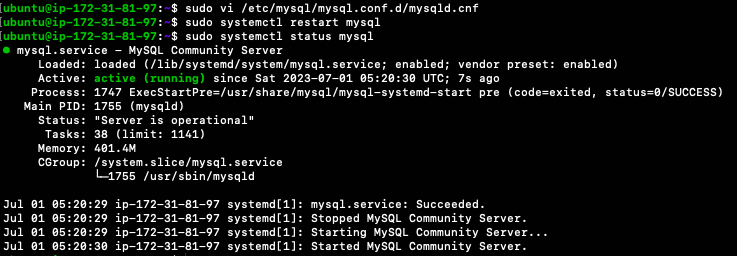 [ubuntu@ip-172-31-81-97:~$ sudo vi /etc/mysql/mysql.conf.d/mysqld.cnf
[ubuntu@ip-172-31-81-97:~$ sudo systemctl restart mysql
[ubuntu@ip-172-31-81-97:~$ sudo systemctl status mysql
● mysql.service - MySQL Community Server
Loaded: loaded (/lib/systemd/system/mysql.service; enabled; vendor preset: enabled)
Active: active (running) since Sat 2023-07-01 05:20:30 UTC; 7s ago
Process: 1747 ExecStartPre=/usr/share/mysql/mysql-systemd-start pre (code=exited, status=0/SUCCESS)
Main PID: 1755 (mysqld)
Status: "Server is operational"
Tasks: 38 (limit: 1141)
Memory: 401.4M
CGroup: /system.slice/mysql.service
└─1755 /usr/sbin/mysqld
Jul 01 05:20:29 ip-172-31-81-97 systemd[1]: mysql.service: Succeeded.
Jul 01 05:20:29 ip-172-31-81-97 systemd[1]: Stopped MySQL Community Server.
Jul 01 05:20:29 ip-172-31-81-97 systemd[1]: Starting MySQL Community Server...
Jul 01 05:20:30 ip-172-31-81-97 systemd[1]: Started MySQL Community Server.